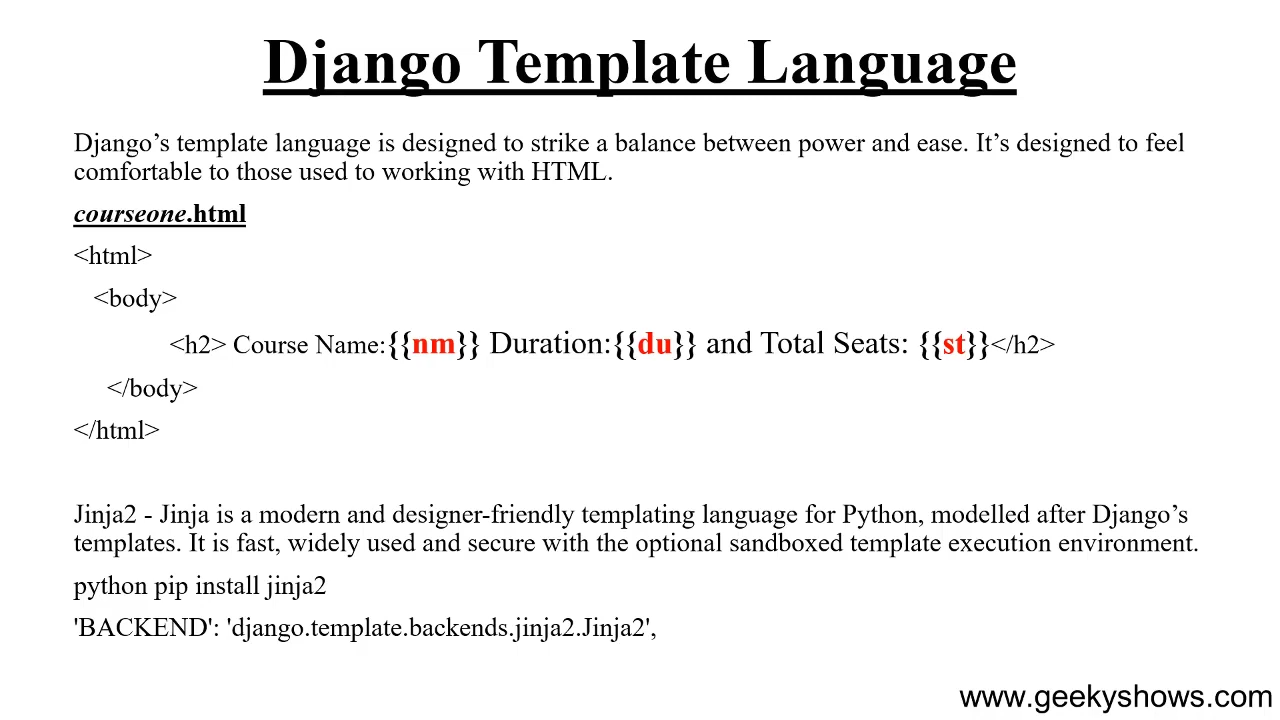 Django Template Language
Django’s template language is designed to strike a balance between power and ease. It’s designed to feel
comfortable to those used to working with HTML.
courseone.html
<html>
<body>
<h2> Course Name:{{nm}} Duration:{{du}} and Total Seats: {{st}}</h2>
</body>
</html>
Jinja2 - Jinja is a modern and designer-friendly templating language for Python, modelled after Django’s
templates. It is fast, widely used and secure with the optional sandboxed template execution environment.
python pip install jinja2
'BACKEND': 'django.template.backends.jinja2.Jinja2',
www.geekyshows.com